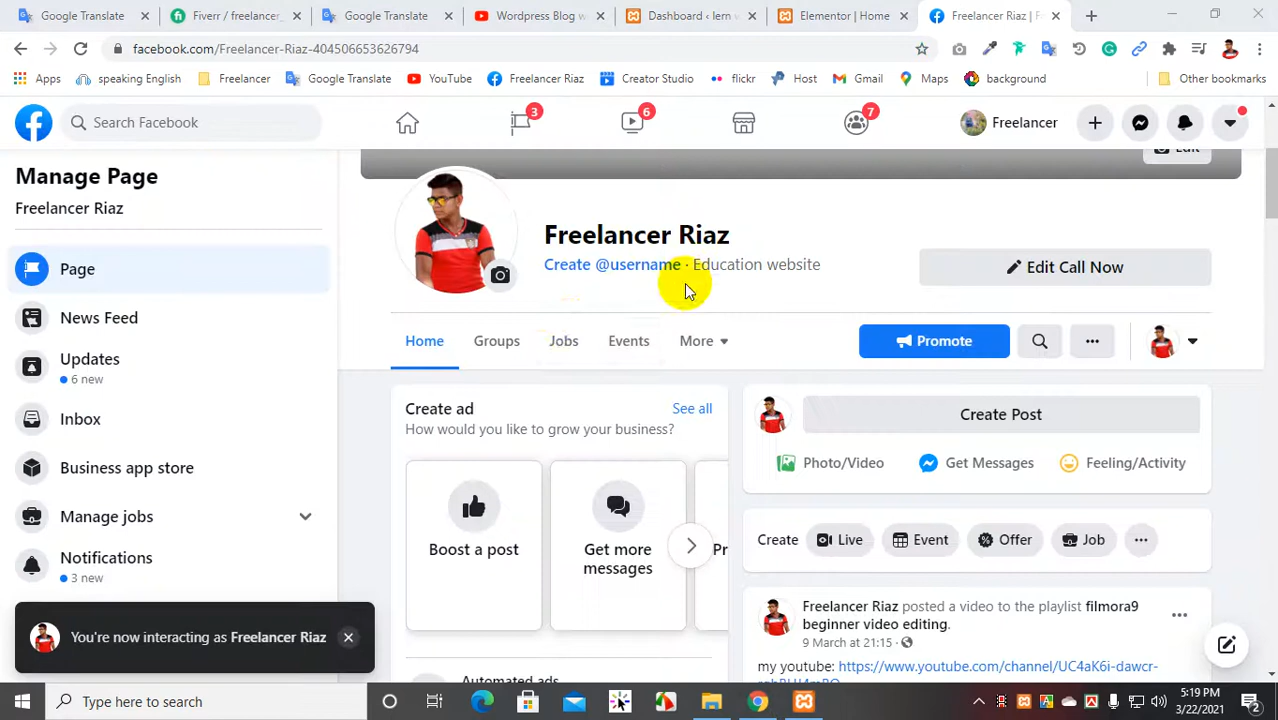 Google Translate
Fiverr / freelancer_
Google Translate
Wordpress Blog w
Dashboard ‹ lern w
Elementor | Home
Freelancer Riaz | F
facebook.com/Freelancer-Riaz-404506653626794
Apps
speaking English
Freelancer
Google Translate
YouTube
Freelancer Riaz
Creator Studio
flickr
Host
Gmail
Maps
background
Other bookmarks
Search Facebook
3
6
7
Freelancer
Manage Page
Freelancer Riaz
Page
News Feed
Updates
6 new
Inbox
Business app store
Manage jobs
Notifications
3 new
You're now interacting as Freelancer Riaz
Edit
Freelancer Riaz
Create @username · Education website
Edit Call Now
Home
Groups
Jobs
Events
More
Promote
Create ad
See all
How would you like to grow your business?
Boost a post
Get more
messages
Pr
Automated ads
Create Post
Photo/Video
Get Messages
Feeling/Activity
Create
Live
Event
Offer
Job
Freelancer Riaz posted a video to the playlist filmora9
beginner video editing.
9 March at 21:15
my youtube: https://www.youtube.com/channel/UC4aK6i-dawcr-
Type here to search
5:19 PM
3/22/2021
2